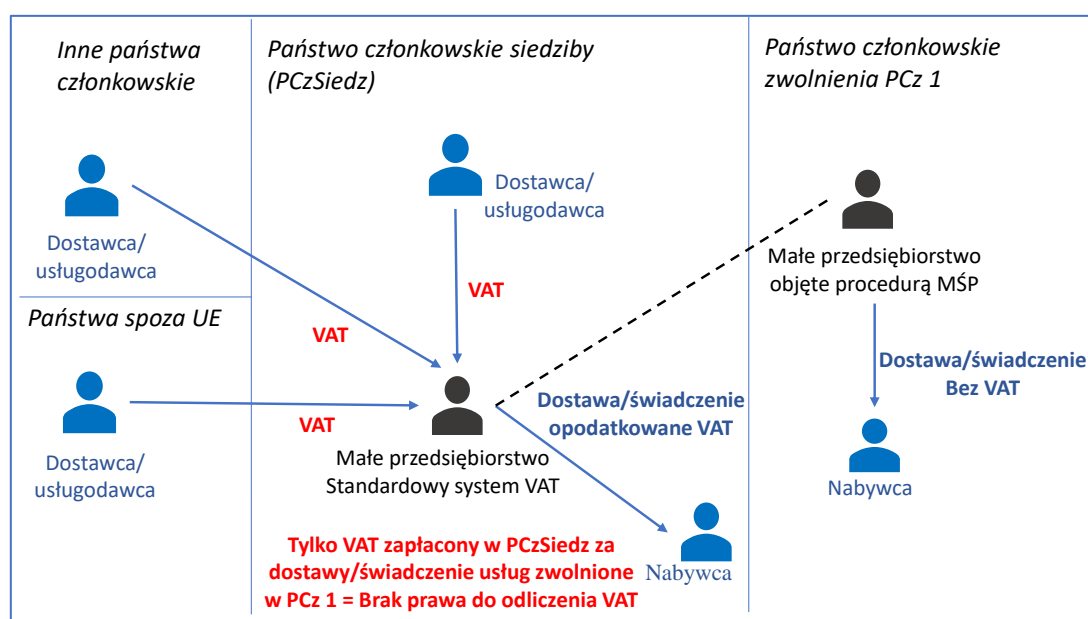 Inne państwa
członkowskie
Dostawca/
usługodawca
Państwa spoza UE
VAT
VAT
Dostawca/
usługodawca
Państwo członkowskie siedziby
(PCzSiedz)
Dostawca/
usługodawca
VAT
Małe przedsiębiorstwo
Standardowy system VAT
Dostawa/świadczenie
opodatkowane VAT
Tylko VAT zapłacony w PCzSiedz za
dostawy/świadczenie usług zwolnione
w PCz 1 = Brak prawa do odliczenia VAT
Nabywca
Państwo członkowskie
zwolnienia PCz 1
Małe przedsiębiorstwo
objęte procedurą MŚP
Dostawa/świadczenie
Bez VAT
Nabywca